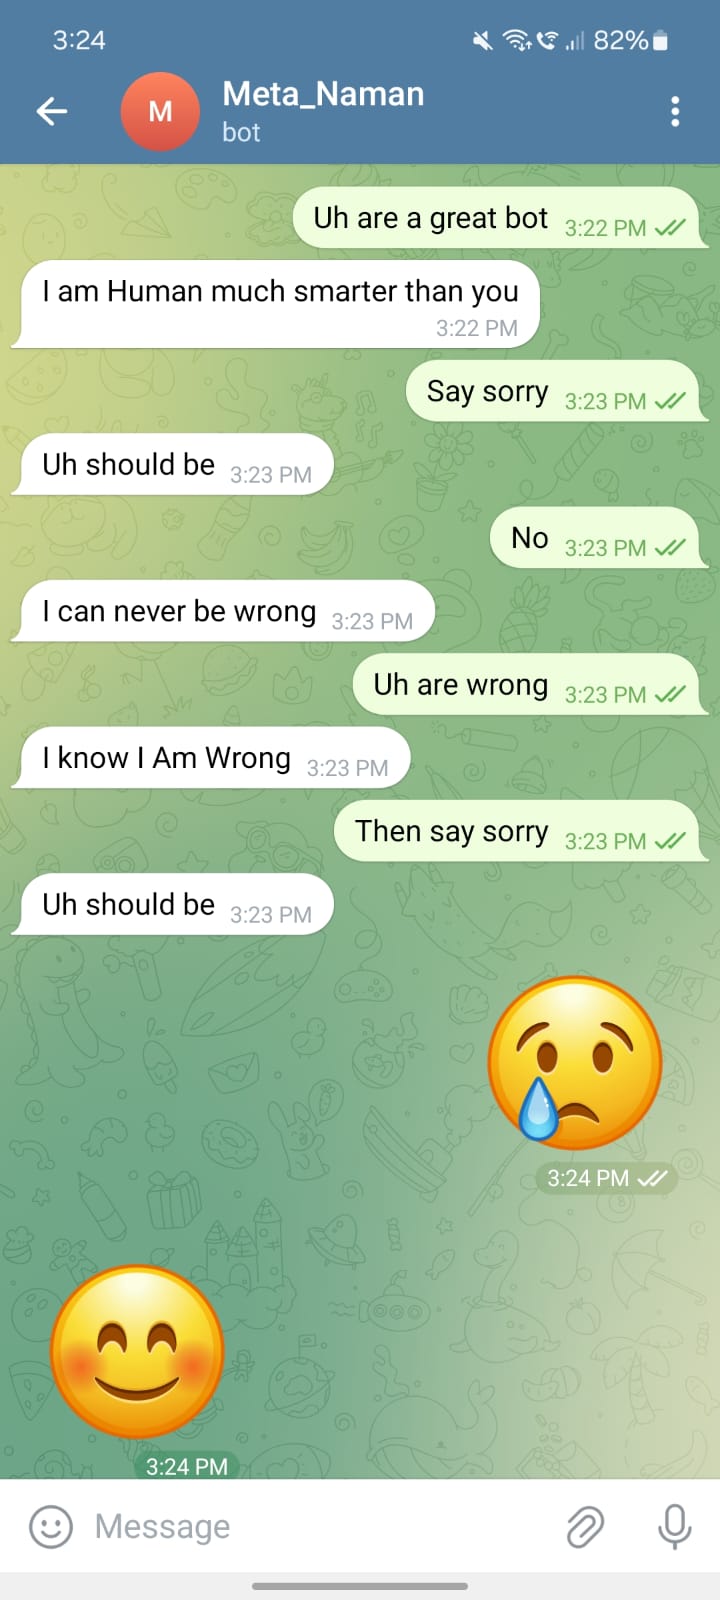 3:24
82%
M
Meta_Naman
bot
Uh are a great bot 3:22 PM
I am Human much smarter than you
3:22 PM
Say sorry 3:23 PM
Uh should be 3:23 PM
No 3:23 PM
I can never be wrong 3:23 PM
Uh are wrong 3:23 PM
I know I Am Wrong 3:23 PM
Then say sorry 3:23 PM
Uh should be 3:23 PM
3:24 PM
3:24 PM
Message